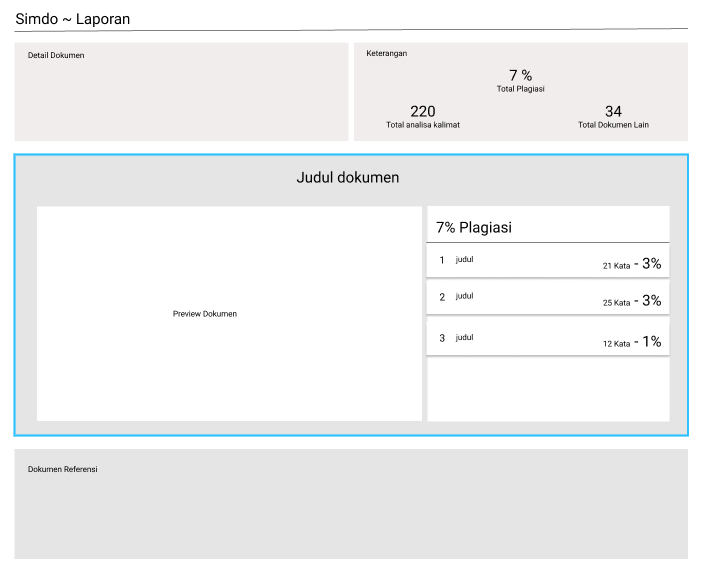 Simdo ~ Laporan
Detail Dokumen
Keterangan
7 %
Total Plagiasi
220
Total analisa kalimat
34
Total Dokumen Lain
Judul dokumen
Preview Dokumen
7% Plagiasi
1 judul 21 Kata - 3%
2 judul 25 Kata - 3%
3 judul 12 Kata - 1%
Dokumen Referensi